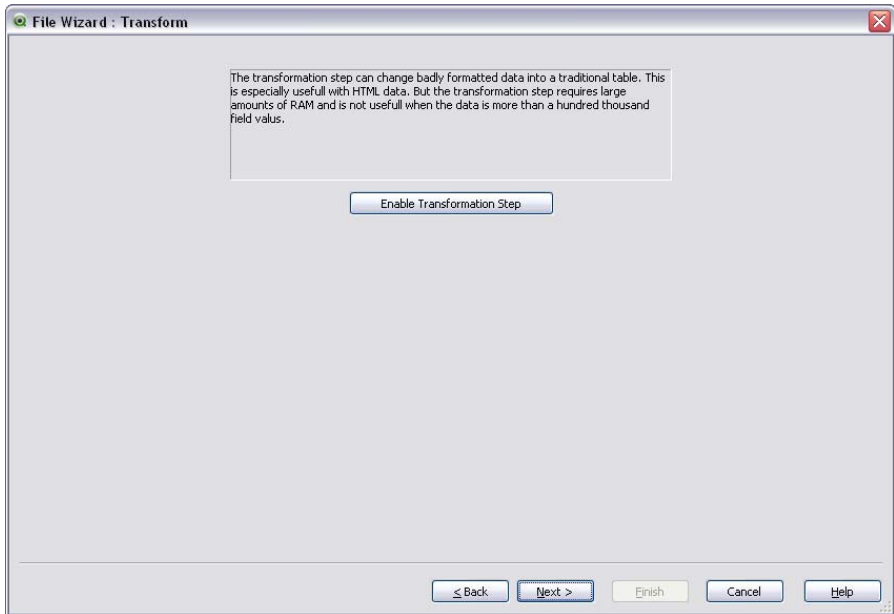 File Wizard : Transform
The transformation step can change badly formatted data into a traditional table. This
is especially usefull with HTML data. But the transformation step requires large
amounts of RAM and is not usefull when the data is more than a hundred thousand
field valus.
Enable Transformation Step
< Back
Next >
Finish
Cancel
Help